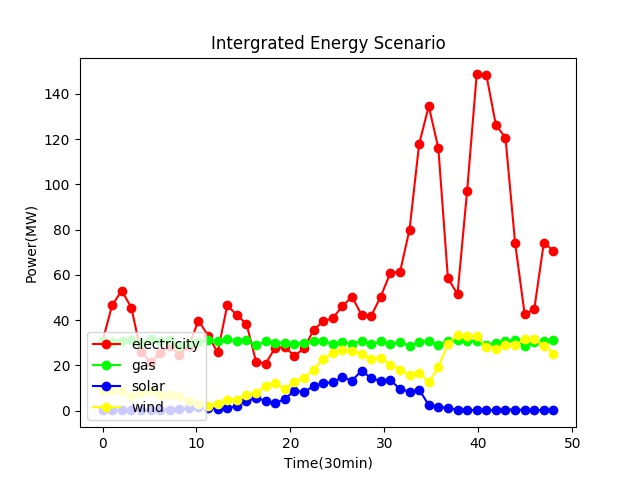 Intergrated Energy Scenario
Power(MW)
140
120
100
80
60
40
20
0
electricity
gas
solar
wind
0 10 20 30 40 50
Time(30min)